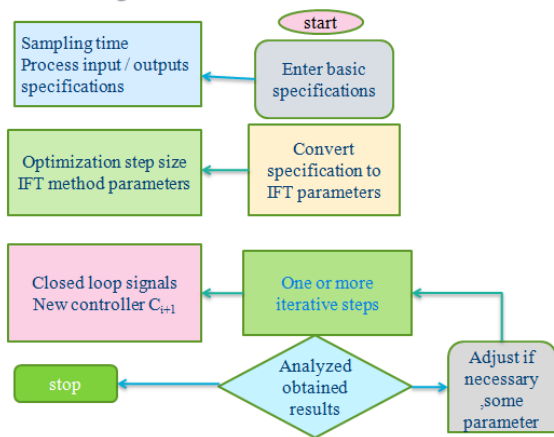 start
Sampling time
Process input / outputs
specifications
Enter basic
specifications
Optimization step size
IFT method parameters
Convert
specification to
IFT parameters
Closed loop signals
New controller Cᵢ₊₁
One or more
iterative steps
Analyzed
obtained
results
stop
Adjust if
necessary
,some
parameter